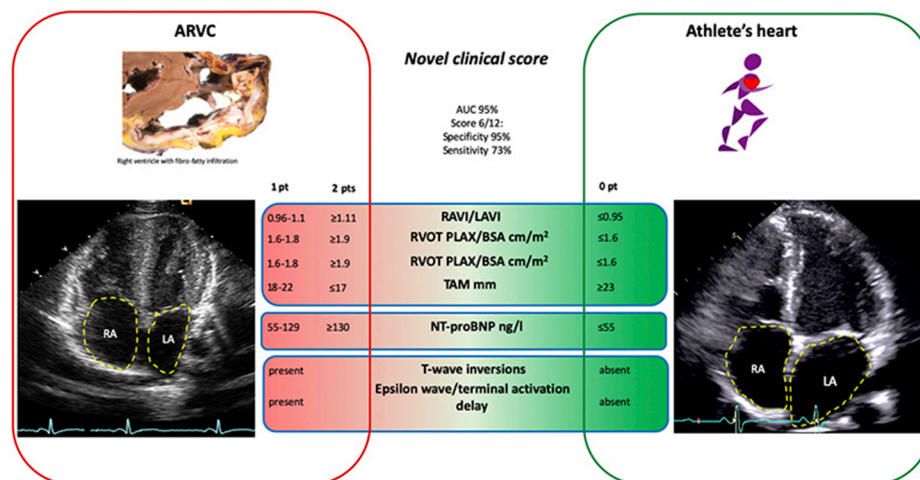 ARVC
Athlete's heart
Novel clinical score
AUC 95%
Score 6/12:
Specificity 95%
Sensitivity 73%
Right ventricle with fibro-fatty infiltration
1 pt 2 pts 0 pt
0.96-1.1 ≥1.11 RAVI/LAVI ≤0.95
1.6-1.8 ≥1.9 RVOT PLAX/BSA cm/m² ≤1.6
1.6-1.8 ≥1.9 RVOT PLAX/BSA cm/m² ≤1.6
18-22 ≤17 TAM mm ≥23
55-129 ≥130 NT-proBNP ng/l ≤55
present T-wave inversions absent
Epsilon wave/terminal activation
present delay absent
RA LA
RA LA